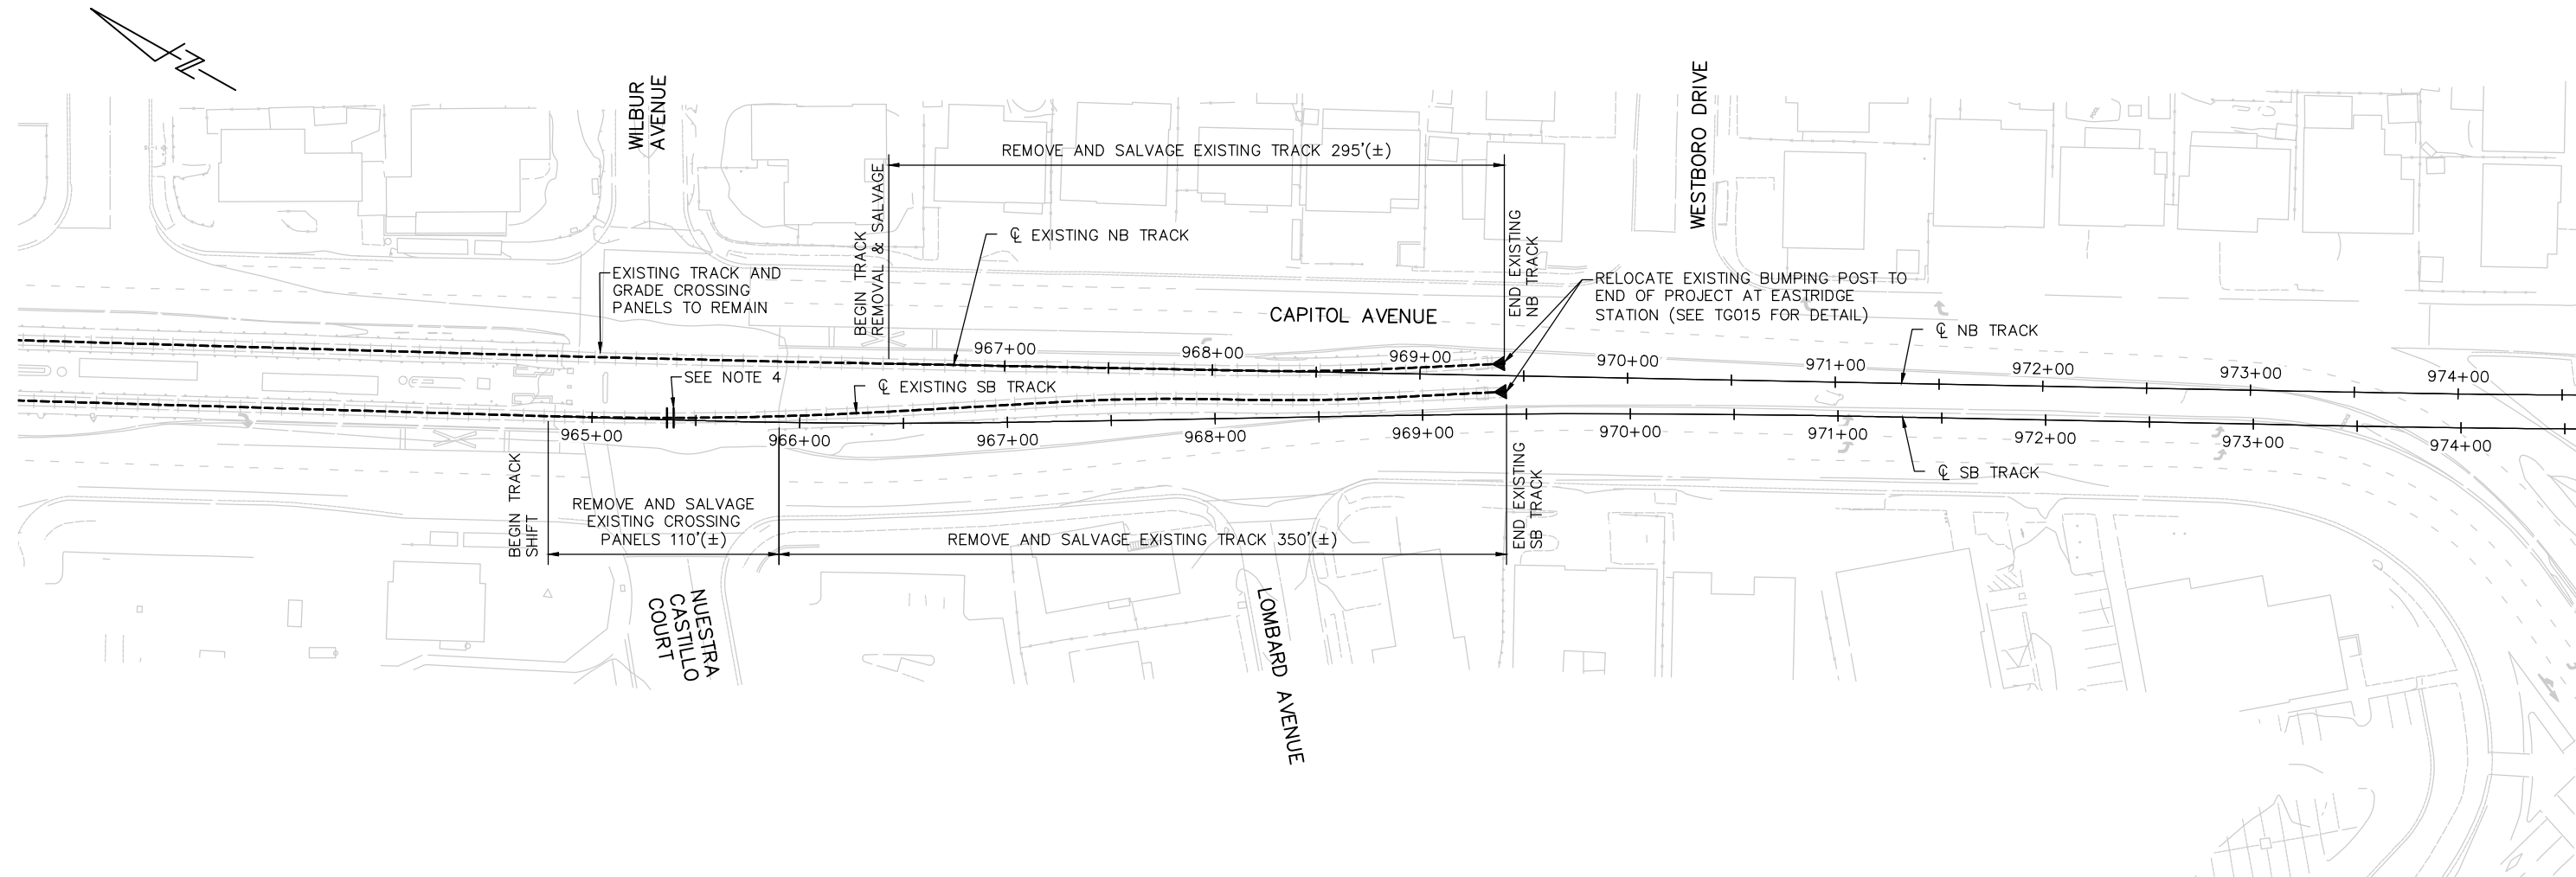 WILBUR
AVENUE
WESTBORO DRIVE
REMOVE AND SALVAGE EXISTING TRACK 295'(±)
BEGIN TRACK
REMOVAL & SALVAGE
℄ EXISTING NB TRACK
END EXISTING
NB TRACK
EXISTING TRACK AND
GRADE CROSSING
PANELS TO REMAIN
RELOCATE EXISTING BUMPING POST TO
END OF PROJECT AT EASTRIDGE
STATION (SEE TG015 FOR DETAIL)
CAPITOL AVENUE
℄ NB TRACK
967+00
968+00
969+00
970+00
971+00
972+00
973+00
974+00
SEE NOTE 4
℄ EXISTING SB TRACK
965+00
966+00
967+00
968+00
969+00
970+00
971+00
972+00
973+00
974+00
℄ SB TRACK
BEGIN TRACK
SHIFT
REMOVE AND SALVAGE
EXISTING CROSSING
PANELS 110'(±)
REMOVE AND SALVAGE EXISTING TRACK 350'(±)
END EXISTING
SB TRACK
NUESTRA
CASTILLO
COURT
LOMBARD AVENUE